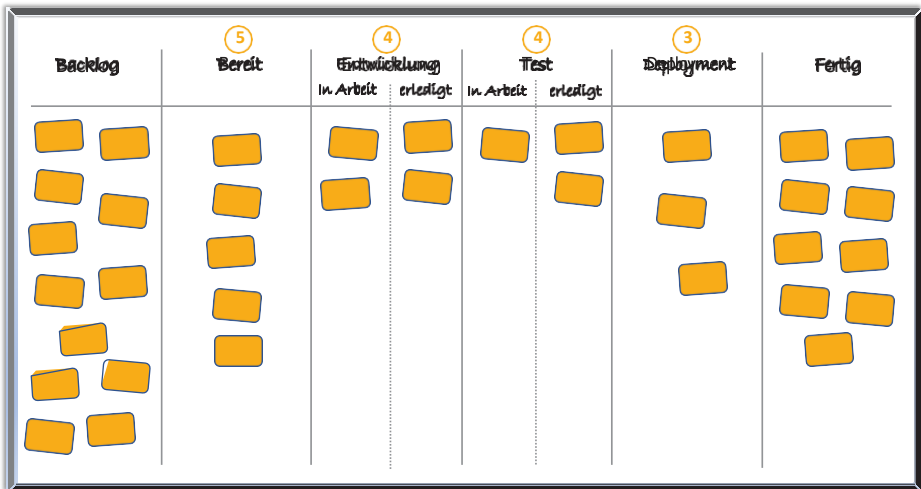 5 4 4 3
Backlog Bereit Entwicklung Test Deployment Fertig
In Arbeit erledigt In Arbeit erledigt